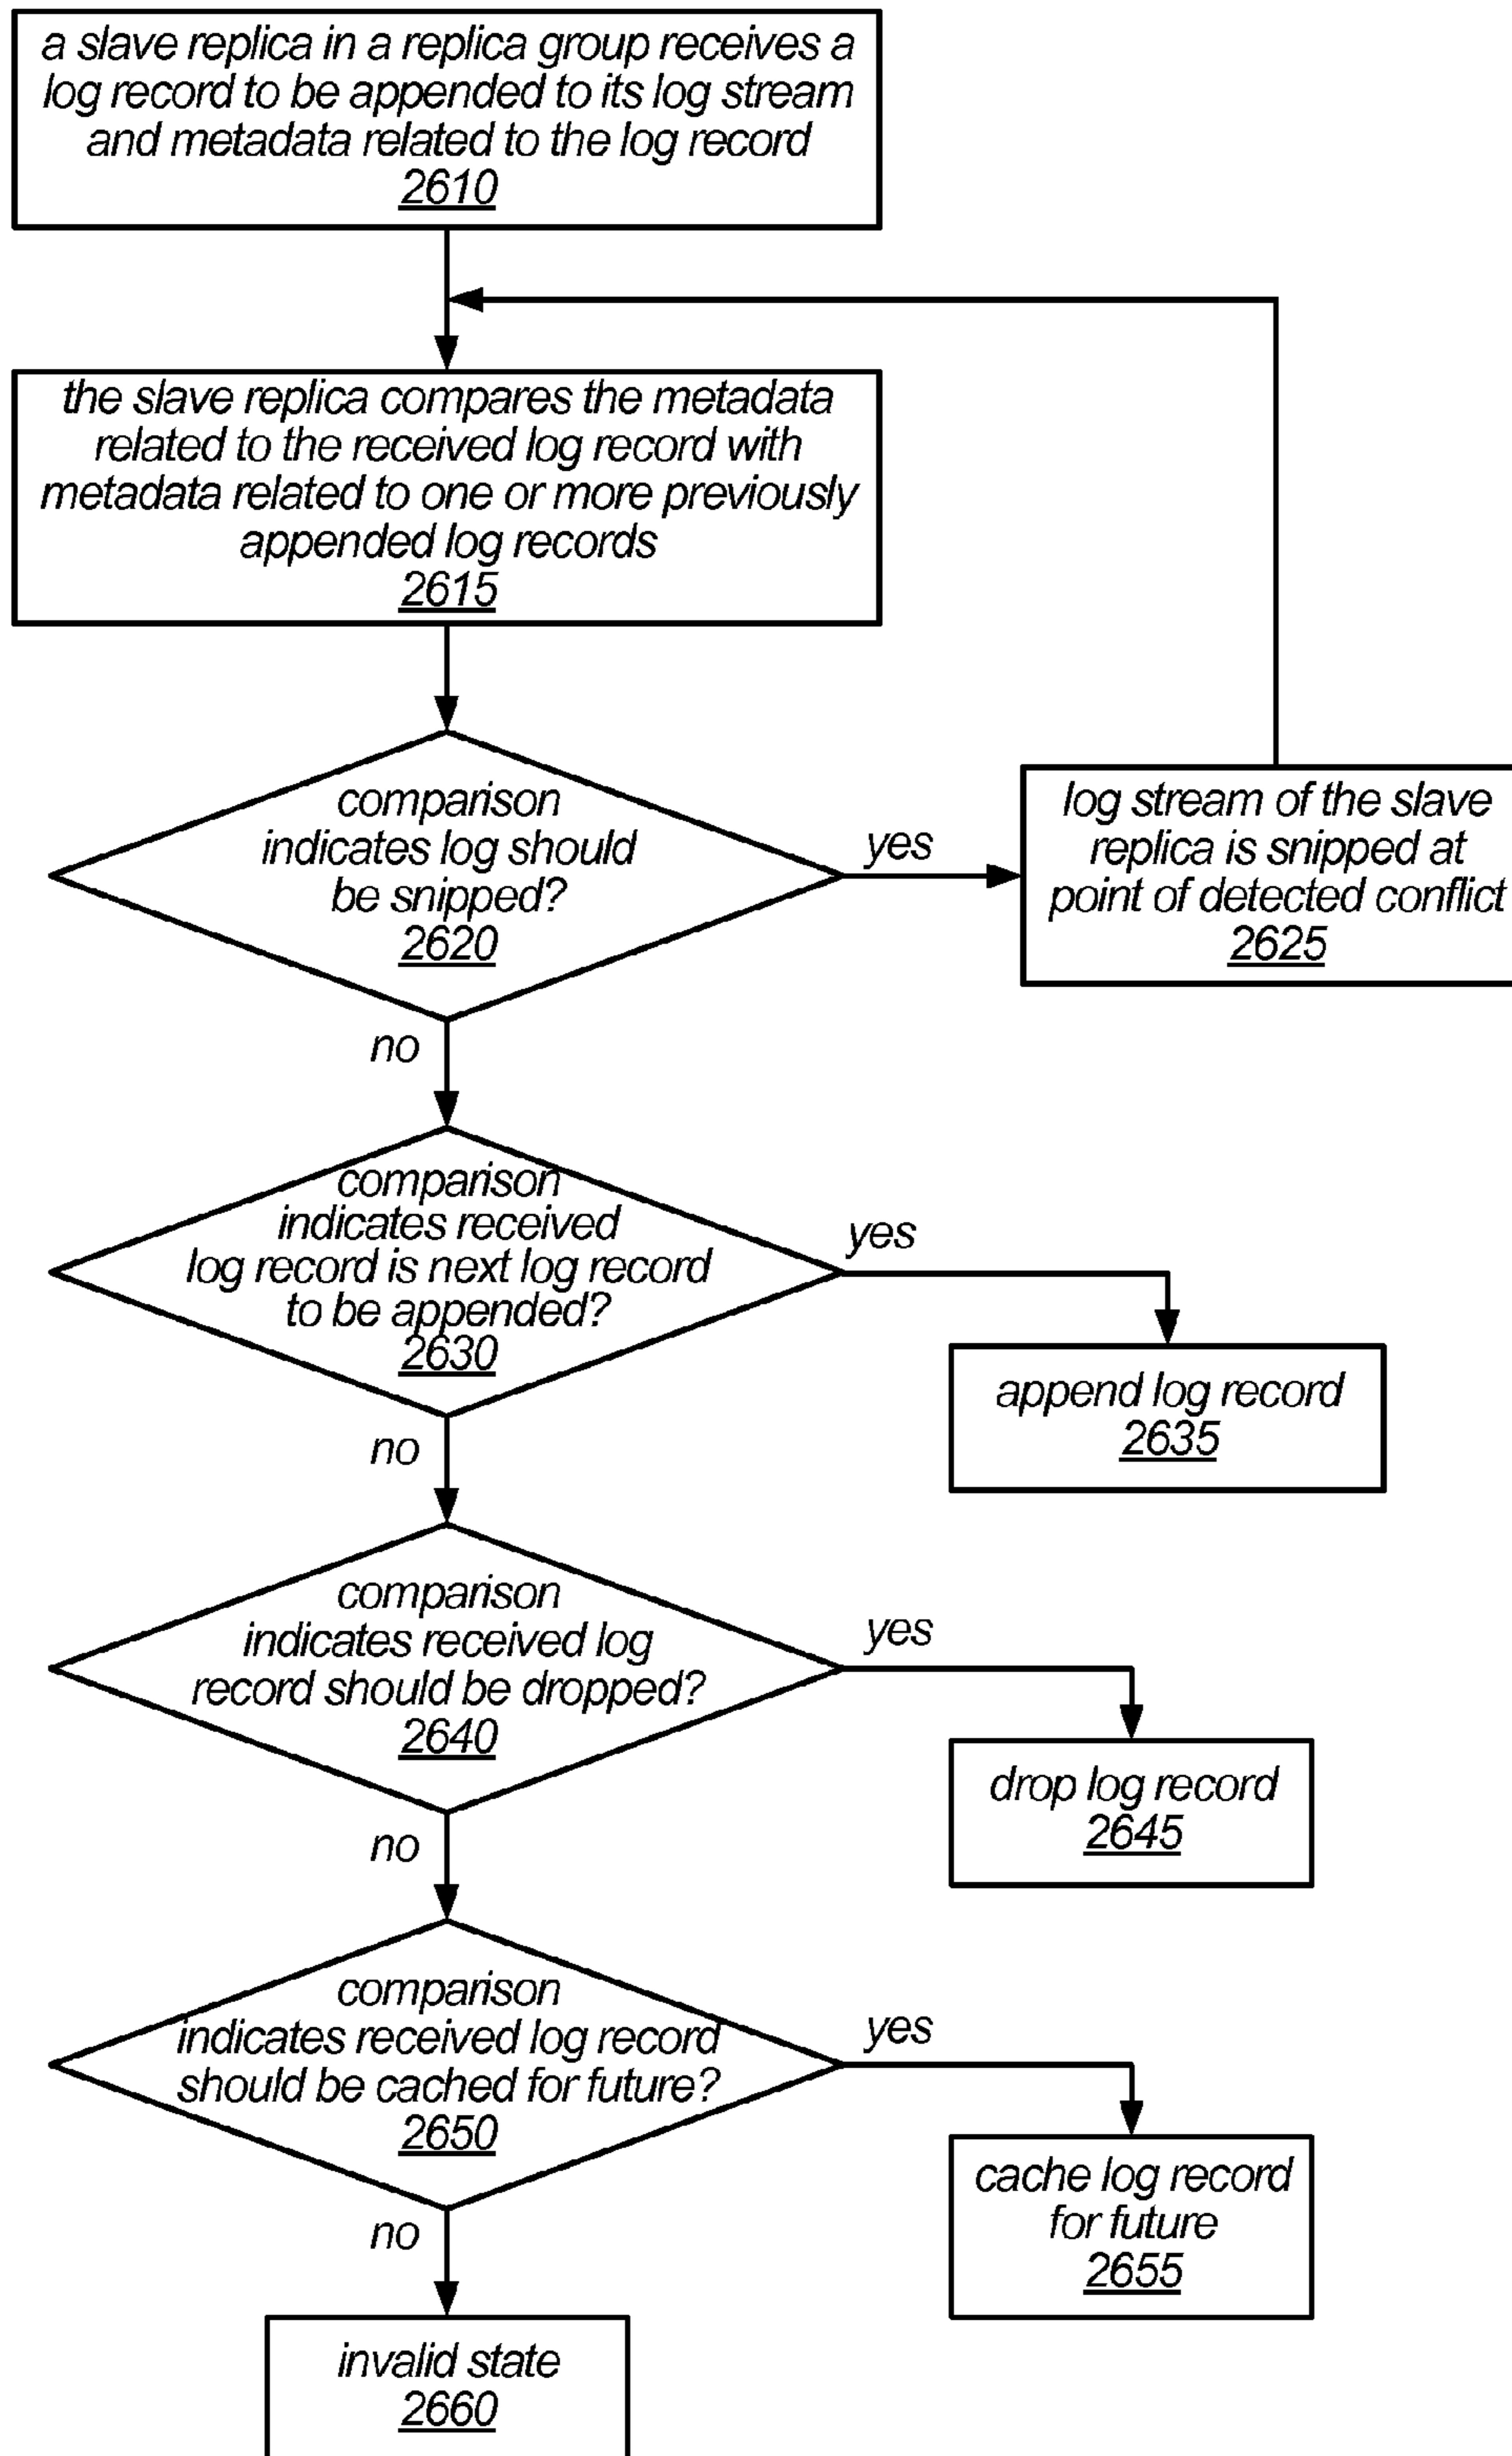 a slave replica in a replica group receives a
log record to be appended to its log stream
and metadata related to the log record
2610
the slave replica compares the metadata
related to the received log record with
metadata related to one or more previously
appended log records
2615
comparison
indicates log should
be snipped?
2620
yes
log stream of the slave
replica is snipped at
point of detected conflict
2625
no
comparison
indicates received
log record is next log record
to be appended?
2630
yes
append log record
2635
no
comparison
indicates received log
record should be dropped?
2640
yes
drop log record
2645
no
comparison
indicates received log record
should be cached for future?
2650
yes
cache log record
for future
2655
no
invalid state
2660